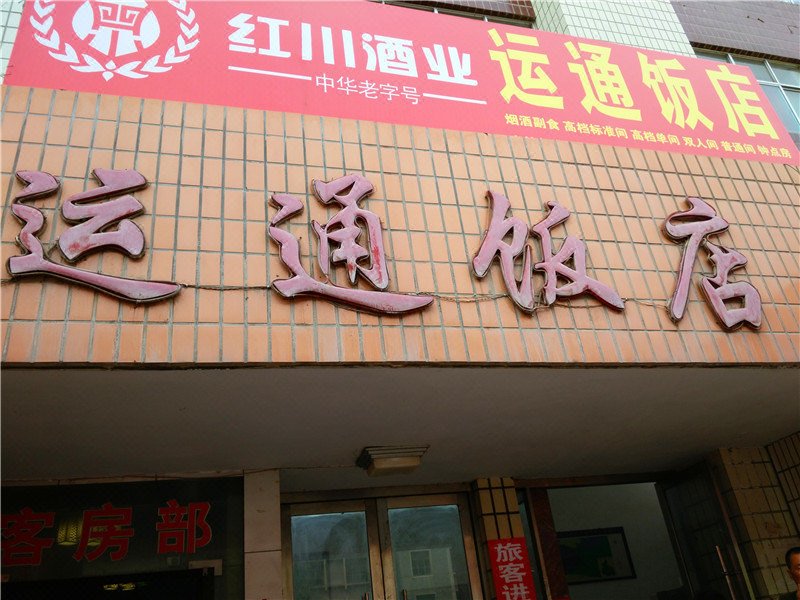 红川酒业
中华老字号
运通饭店
烟酒副食 高档标准间 高档单间 双人间 普通间 钟点房
运通饭店
客房部
旅客进